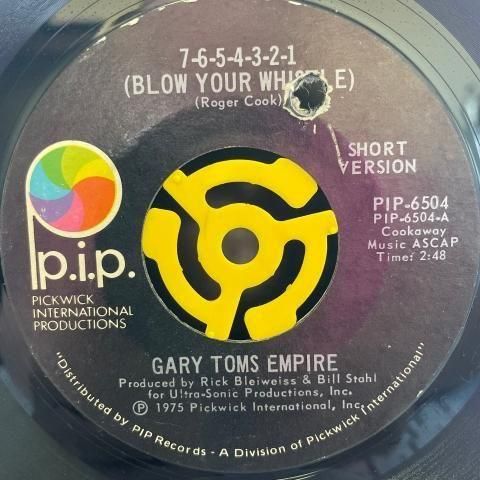 7-6-5-4-3-2-1
(BLOW YOUR WHISTLE)
(Roger Cook)
SHORT
VERSION
PIP-6504
PIP-6504-A
Cookaway
Music ASCAP
Time: 2:48
p.i.p.
PICKWICK
INTERNATIONAL
PRODUCTIONS
GARY TOMS EMPIRE
Produced by Rick Bleiweiss & Bill Stahl
for Ultra-Sonic Productions, Inc.
Ⓟ 1975 Pickwick International, Inc.
"Distributed by PIP Records - A Division of Pickwick International"